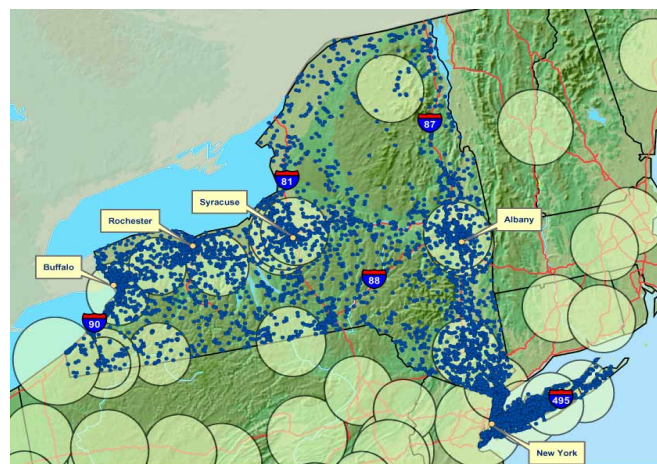 87
81
Syracuse
Rochester
Albany
Buffalo
88
90
495
New York